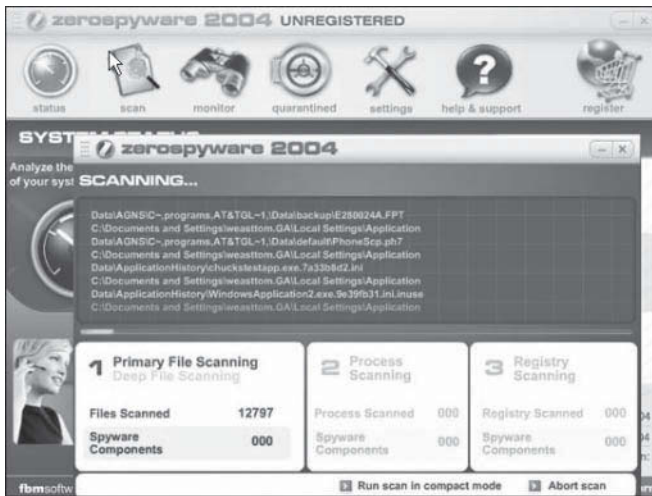 zerospyware 2004 UNREGISTERED
status scan monitor quarantined settings help & support register
SYSTEM STATUS
Analyze the
of your syst
zerospyware 2004
SCANNING...
Data\AGNS\C~.programs.AT&TGL~1.\Data\backup\E280024A.FPT
C:\Documents and Settings\weasttom.GA\Local Settings\Application
Data\AGNS\C~.programs.AT&TGL~1.\Data\default\PhoneScp.ph7
C:\Documents and Settings\weasttom.GA\Local Settings\Application
Data\ApplicationHistory\chuckstestapp.exe.7a33b8d2.ini
C:\Documents and Settings\weasttom.GA\Local Settings\Application
Data\ApplicationHistory\WindowsApplication2.exe.9e39fb31.ini.inuse
C:\Documents and Settings\weasttom.GA\Local Settings\Application
1 Primary File Scanning
Deep File Scanning
Files Scanned 12797
Spyware Components 000
2 Process Scanning
Process Scanned 000
Spyware Components 000
3 Registry Scanning
Registry Scanned 000
Spyware Components 000
fbmsoftw
Run scan in compact mode Abort scan